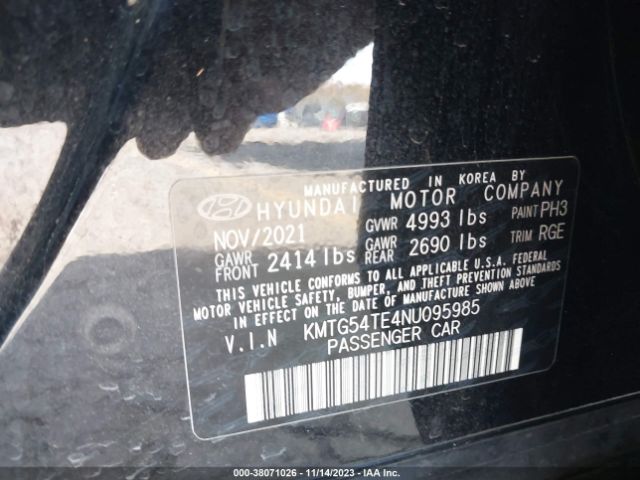 MANUFACTURED IN KOREA BY
HYUNDAI MOTOR COMPANY
NOV/2021 GVWR 4993 lbs PAINT PH3
GAWR FRONT 2414 lbs GAWR REAR 2690 lbs TRIM RGE
THIS VEHICLE CONFORMS TO ALL APPLICABLE U.S.A. FEDERAL
MOTOR VEHICLE SAFETY, BUMPER, AND THEFT PREVENTION STANDARDS
IN EFFECT ON THE DATE OF MANUFACTURE SHOWN ABOVE.
V.I.N KMTG54TE4NU095985
PASSENGER CAR
000-38071026 - 11/14/2023 - IAATX.COM